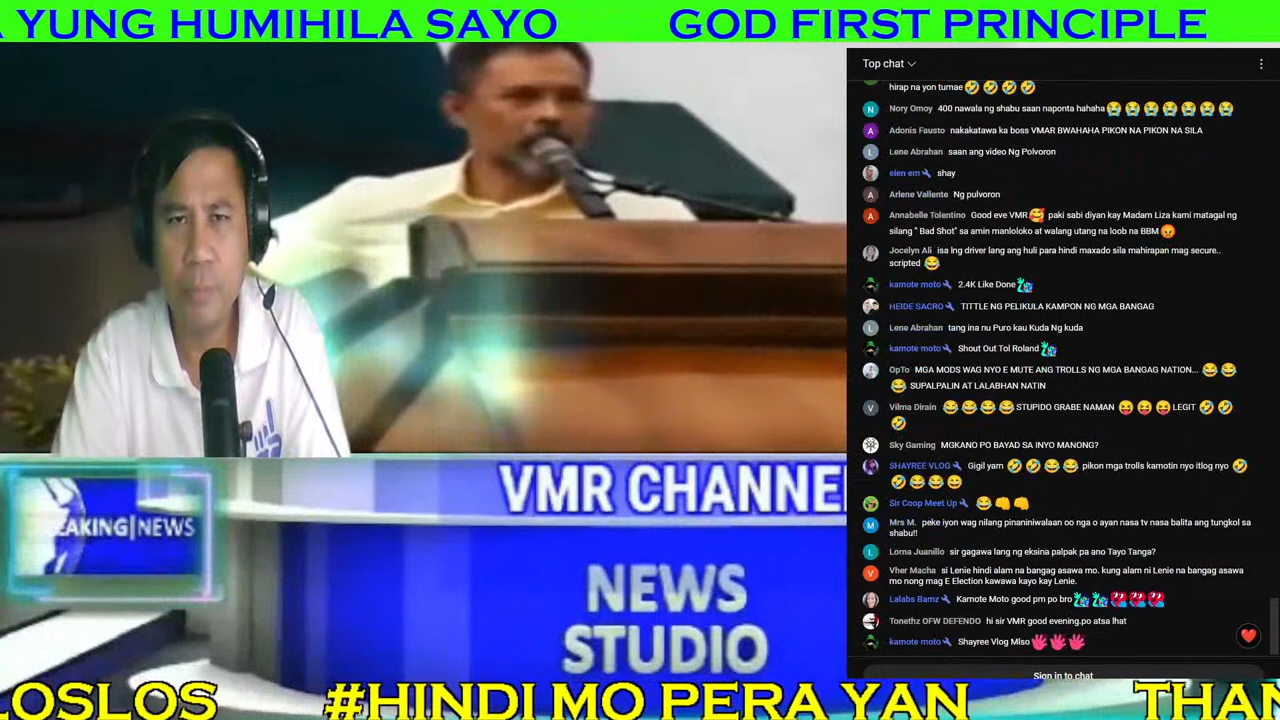 YUNG HUMIHILA SAYO GOD FIRST PRINCIPLE
Top chat
hirap na yon tumae
Nory Omoy 400 nawala ng shabu saan naponta hahaha
Adonis Fausto nakakatawa ka boss VMAR BWAHAHA PIKON NA PIKON NA SILA
Lene Abrahan saan ang video Ng Polvoron
elen em shay
Arlene Vallente Ng pulvoron
Annabelle Tolentino Good eve VMR🥰 paki sabi diyan kay Madam Liza kami matagal ng
silang " Bad Shot" sa amin manloloko at walang utang na loob na BBM😡
Jocelyn Ali isa lng driver lang ang huli para hindi maxado sila mahirapan mag secure..
scripted 😂
kamote moto 2.4K Like Done
HEIDE SACRO TITTLE NG PELIKULA KAMPON NG MGA BANGAG
Lene Abrahan tang ina nu Puro kau Kuda Ng kuda
kamote moto Shout Out Tol Roland
OpTo MGA MODS WAG NYO E MUTE ANG TROLLS NG MGA BANGAG NATION... 😂😂
😂 SUPALPALIN AT LALABHAN NATIN
Vilma Dirain 😂😂😂😂 STUPIDO GRABE NAMAN 😝😝😝 LEGIT 🤣🤣
🤣
Sky Gaming MGKANO PO BAYAD SA INYO MANONG?
SHAYREE VLOG Gigil yarn 🤣🤣😂😂 pikon mga trolls kamotin nyo itlog nyo 🤣
🤣😂😂😄
Sir Coop Meet Up 😂👊👊
Mrs M. peke iyon wag nilang pinaniniwalaan oo nga o ayan nasa tv nasa balita ang tungkol sa
shabu!!
Lorna Juanillo sir gagawa lang ng eksina palpak pa ano Tayo Tanga?
Vher Macha si Lenie hindi alam na bangag asawa mo. kung alam ni Lenie na bangag asawa
mo nong mag E Election kawawa kayo kay Lenie.
Lalabs Bamz Kamote Moto good pm po bro
Tonethz OFW DEFENDO hi sir VMR good evening.po atsa lhat
kamote moto Shayree Vlog Mlso
Sign in to chat
VMR CHANNE
EAKING|NEWS
NEWS
STUDIO
OSLOS #HINDI MO PERA YAN THAN